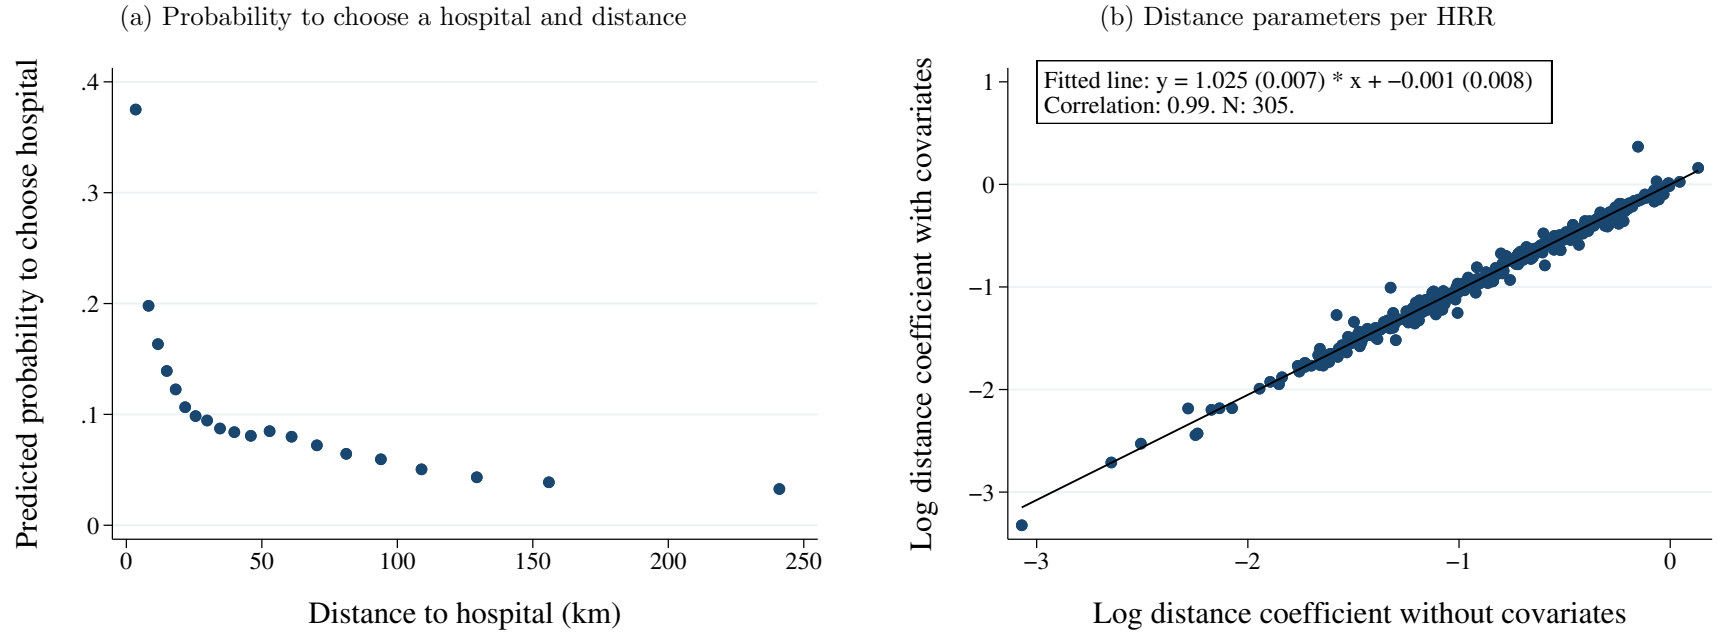 (a) Probability to choose a hospital and distance
Predicted probability to choose hospital
.4
.3
.2
.1
0
0 50 100 150 200 250
Distance to hospital (km)
(b) Distance parameters per HRR
Log distance coefficient with covariates
Fitted line: y = 1.025 (0.007) * x + −0.001 (0.008)
Correlation: 0.99. N: 305.
1
0
−1
−2
−3
−3 −2 −1 0
Log distance coefficient without covariates